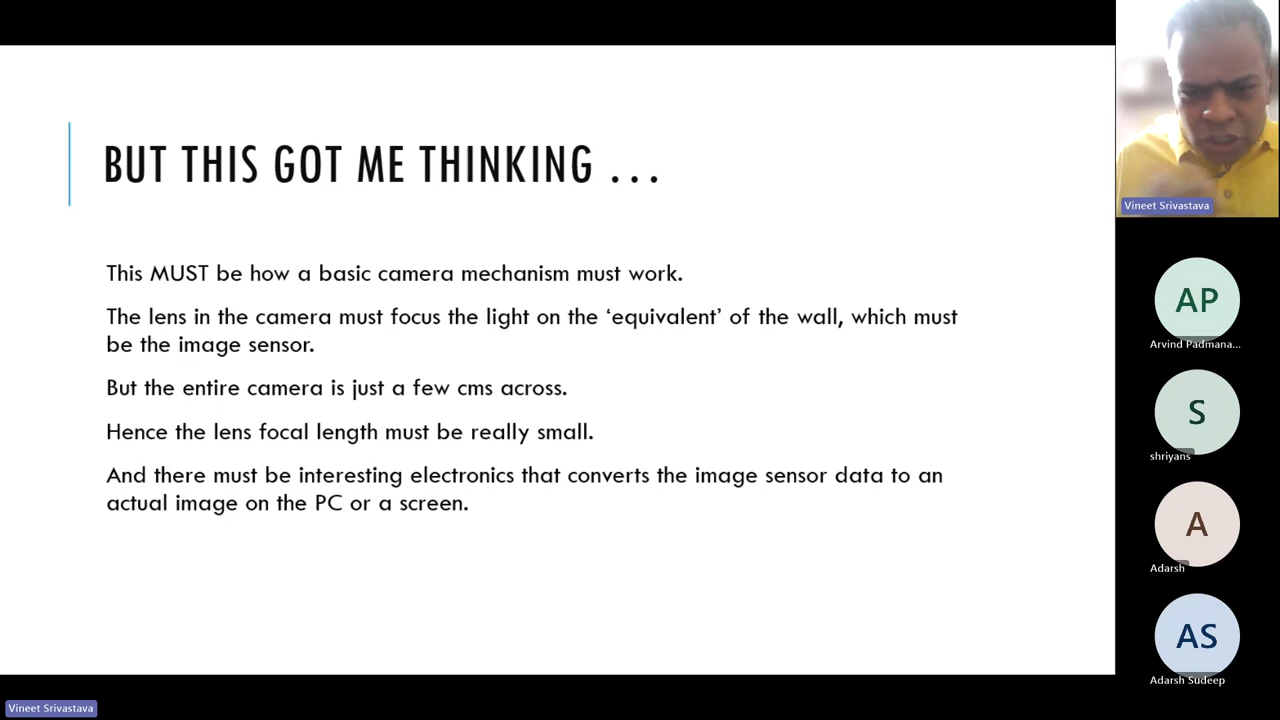 BUT THIS GOT ME THINKING ...
This MUST be how a basic camera mechanism must work.
The lens in the camera must focus the light on the ‘equivalent’ of the wall, which must
be the image sensor.
But the entire camera is just a few cms across.
Hence the lens focal length must be really small.
And there must be interesting electronics that converts the image sensor data to an
actual image on the PC or a screen.
Vineet Srivastava
AP
Arvind Padmana...
S
shriyans
A
Adarsh
AS
Adarsh Sudeep
Vineet Srivastava